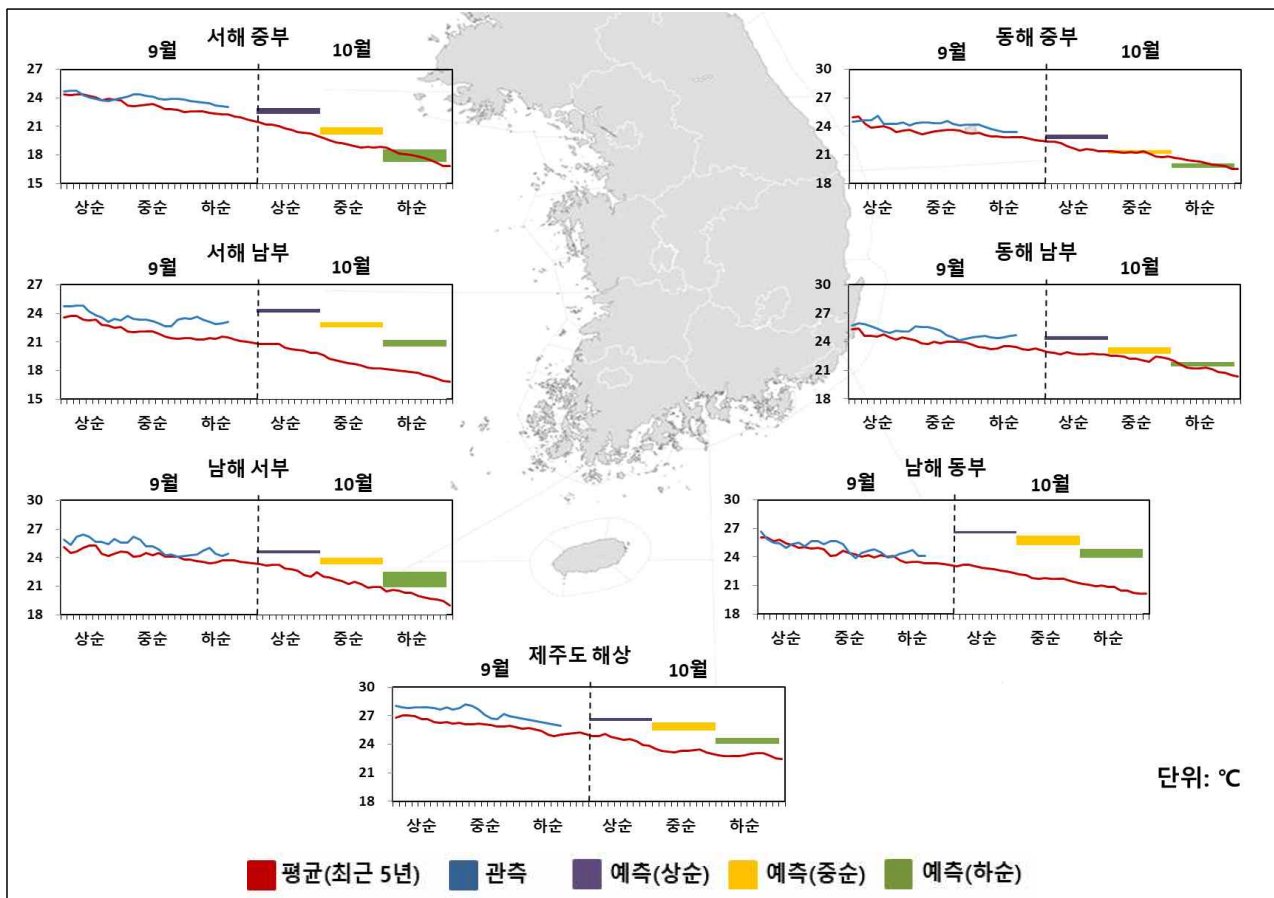 서해 중부
9월 10월
27
24
21
18
15
상순 중순 하순 상순 중순 하순
동해 중부
9월 10월
30
27
24
21
18
상순 중순 하순 상순 중순 하순
서해 남부
9월 10월
27
24
21
18
15
상순 중순 하순 상순 중순 하순
동해 남부
9월 10월
30
27
24
21
18
상순 중순 하순 상순 중순 하순
남해 서부
9월 10월
30
27
24
21
18
상순 중순 하순 상순 중순 하순
남해 동부
9월 10월
30
27
24
21
18
상순 중순 하순 상순 중순 하순
제주도 해상
9월 10월
30
27
24
21
18
상순 중순 하순 상순 중순 하순
단위: ℃
평균(최근 5년) 관측 예측(상순) 예측(중순) 예측(하순)